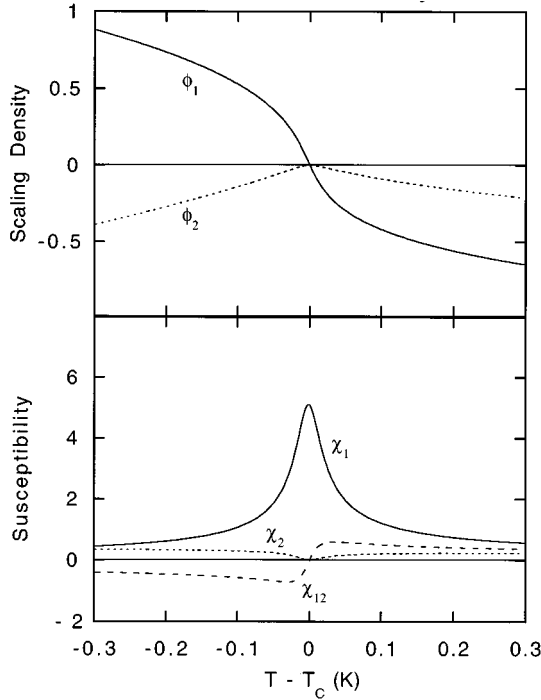 1
0.5
0
-0.5
Scaling Density
ϕ₁
ϕ₂
6
4
2
0
- 2
Susceptibility
χ₁
χ₂
χ₁₂
-0.3 -0.2 -0.1 0 0.1 0.2 0.3
T - T_C (K)